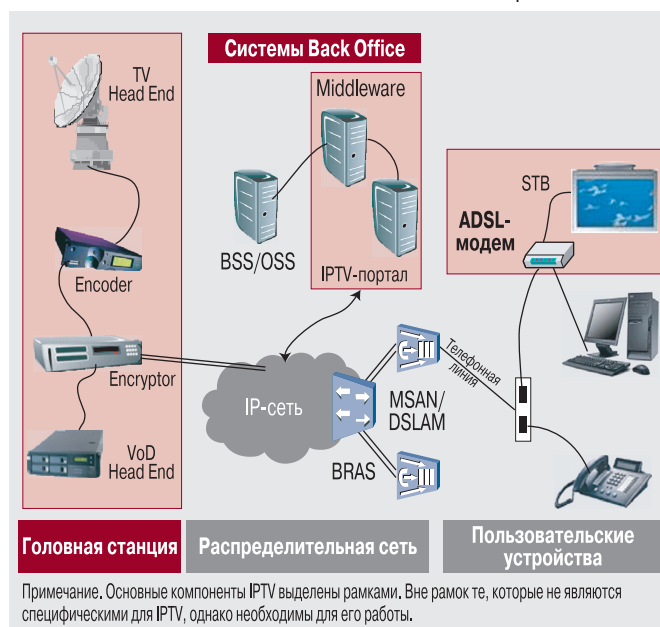 Системы Back Office
TV
Head End
Middleware
STB
ADSL-
модем
BSS/OSS
IPTV-портал
Encoder
Encryptor
IP-сеть
MSAN/
DSLAM
Телефонная
линия
VoD
Head End
BRAS
Головная станция
Распределительная сеть
Пользовательские
устройства
Примечание. Основные компоненты IPTV выделены рамками. Вне рамок те, которые не являются
специфическими для IPTV, однако необходимы для его работы.